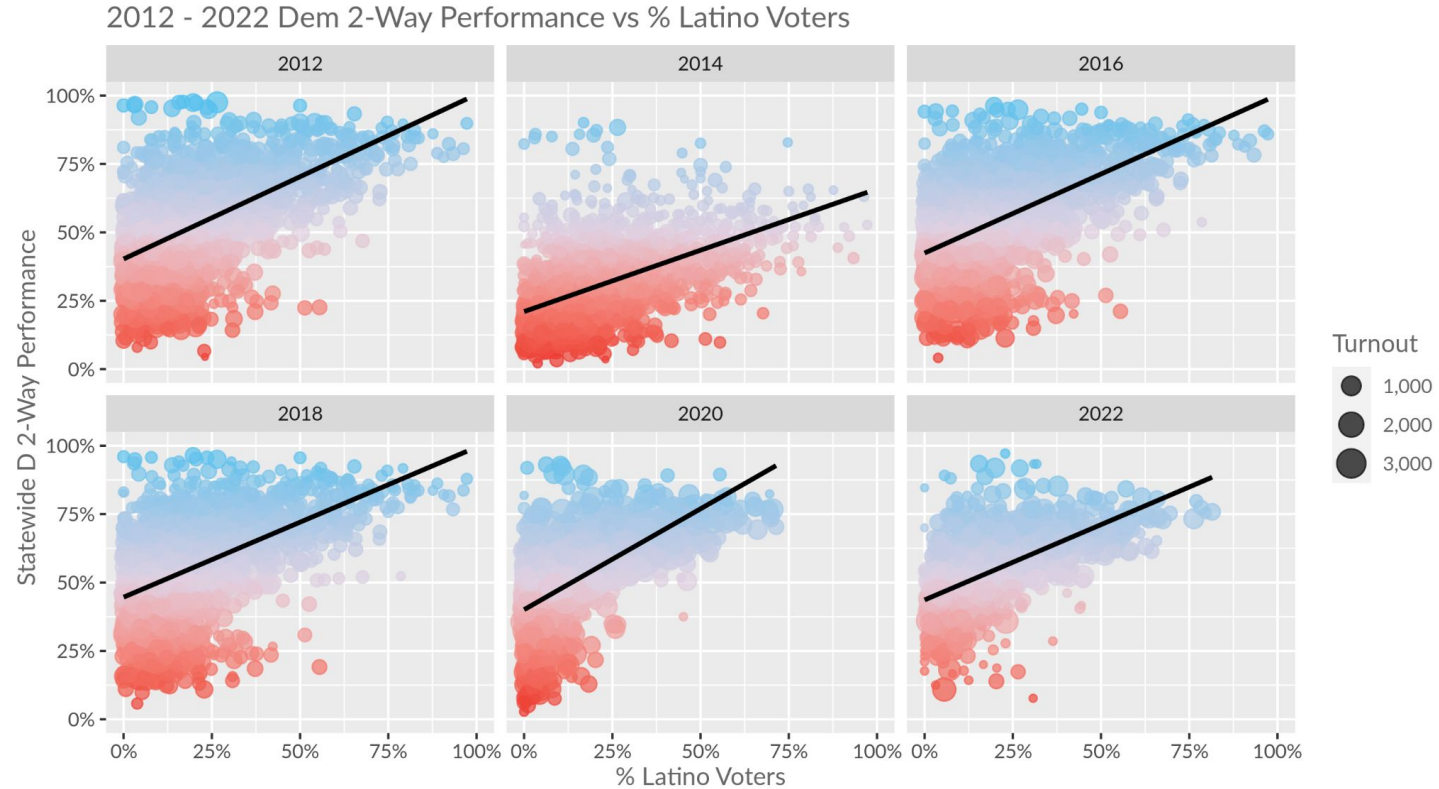 2012 - 2022 Dem 2-Way Performance vs % Latino Voters
2012
2014
2016
100%
75%
50%
25%
0%
2018
2020
2022
100%
75%
50%
25%
0%
0% 25% 50% 75% 100%
0% 25% 50% 75% 100%
0% 25% 50% 75% 100%
% Latino Voters
Statewide D 2-Way Performance
Turnout
1,000
2,000
3,000